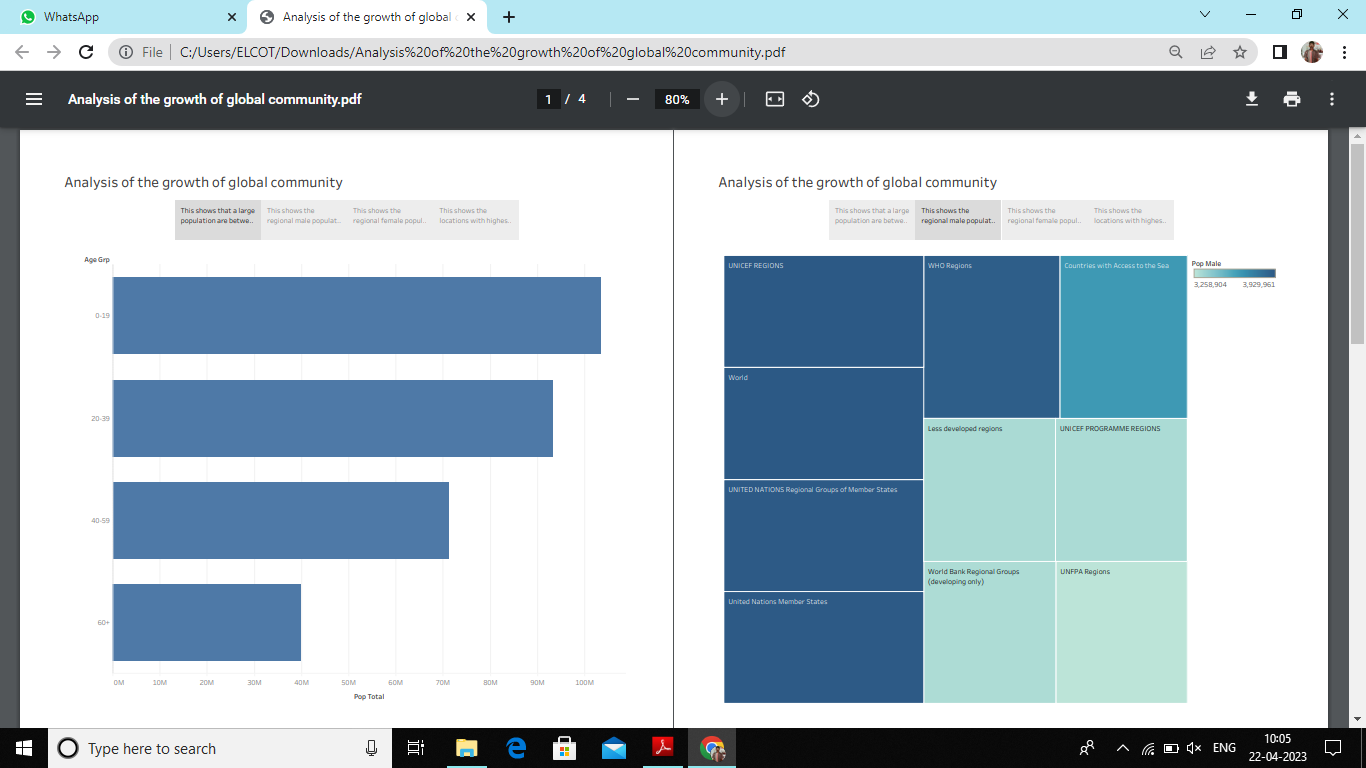 WhatsApp
Analysis of the growth of global
File
C:/Users/ELCOT/Downloads/Analysis%20of%20the%20growth%20of%20global%20community.pdf
Analysis of the growth of global community.pdf
1 / 4
80%
Analysis of the growth of global community
This shows that a large
population are betwe..
This shows the
regional male populat..
This shows the
regional female popul..
This shows the
locations with highes..
Age Grp
0-19
20-39
40-59
60+
0M 10M 20M 30M 40M 50M 60M 70M 80M 90M 100M
Pop Total
Analysis of the growth of global community
This shows that a large
population are betwe..
This shows the
regional male populat..
This shows the
regional female popul..
This shows the
locations with highes..
UNICEF REGIONS
WHO Regions
Countries with Access to the Sea
Pop Male
3,258,904 3,929,961
World
Less developed regions
UNICEF PROGRAMME REGIONS
UNITED NATIONS Regional Groups of Member States
World Bank Regional Groups
(developing only)
UNFPA Regions
United Nations Member States
Type here to search
ENG
10:05
22-04-2023